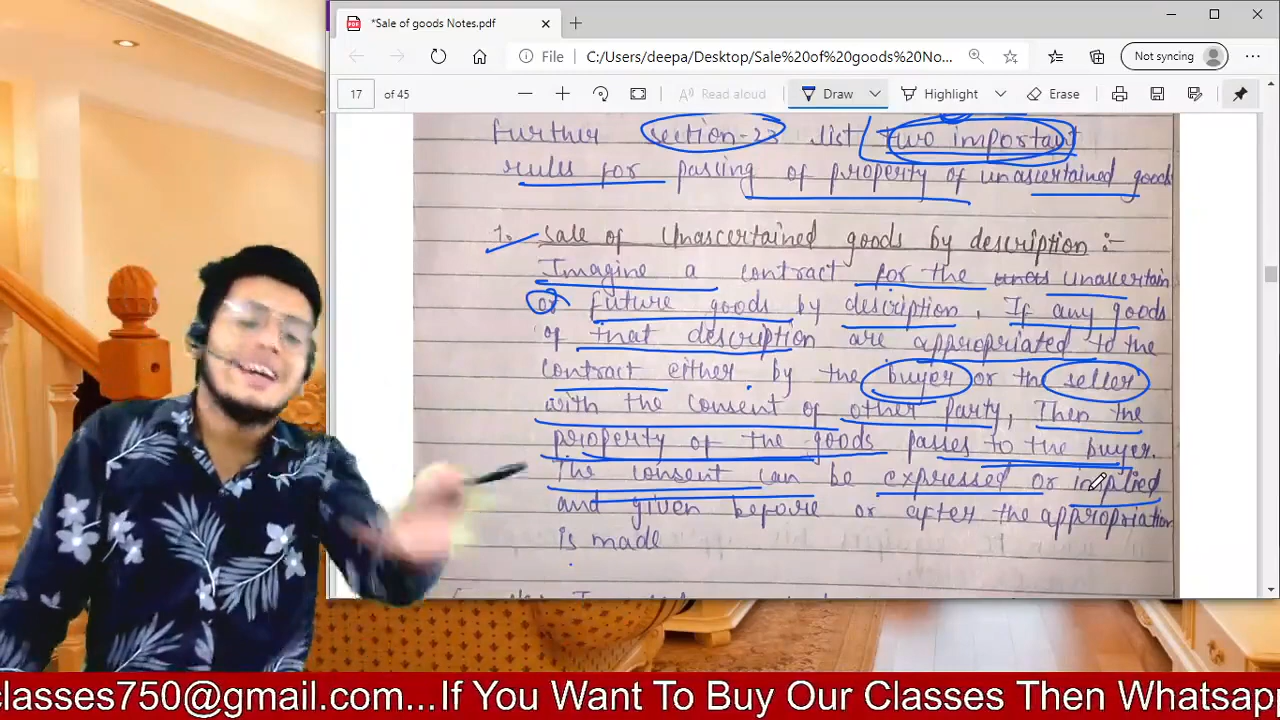 *Sale of goods Notes.pdf
File
C:/Users/deepa/Desktop/Sale%20of%20goods%20No...
Not syncing
17 of 45
Read aloud
Draw
Highlight
Erase
Further section-23 list two important
rules for passing of property of unascertained goods
1. Sale of Unascertained goods by description :-
Imagine a contract for the unascertain
or future goods by description, If any goods
of that description are appropriated to the
contract either by the buyer or the seller
with the consent of other party, Then the
property of the goods passes to the buyer.
The consent can be expressed or implied
and given before or after the appropriation
is made
classes750@gmail.com...If You Want To Buy Our Classes Then Whatsapp